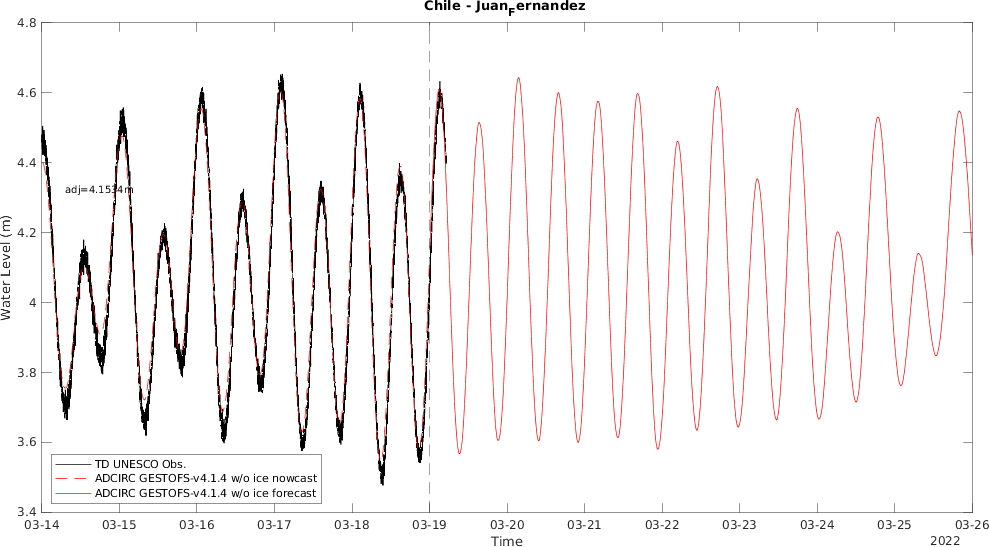 Chile - Juan_Fernandez
4.8
4.6
4.4
4.2
4
3.8
3.6
3.4
Water Level (m)
adj=4.1534m
TD UNESCO Obs.
ADCIRC GESTOFS-v4.1.4 w/o ice nowcast
ADCIRC GESTOFS-v4.1.4 w/o ice forecast
03-14 03-15 03-16 03-17 03-18 03-19 03-20 03-21 03-22 03-23 03-24 03-25 03-26
Time
2022